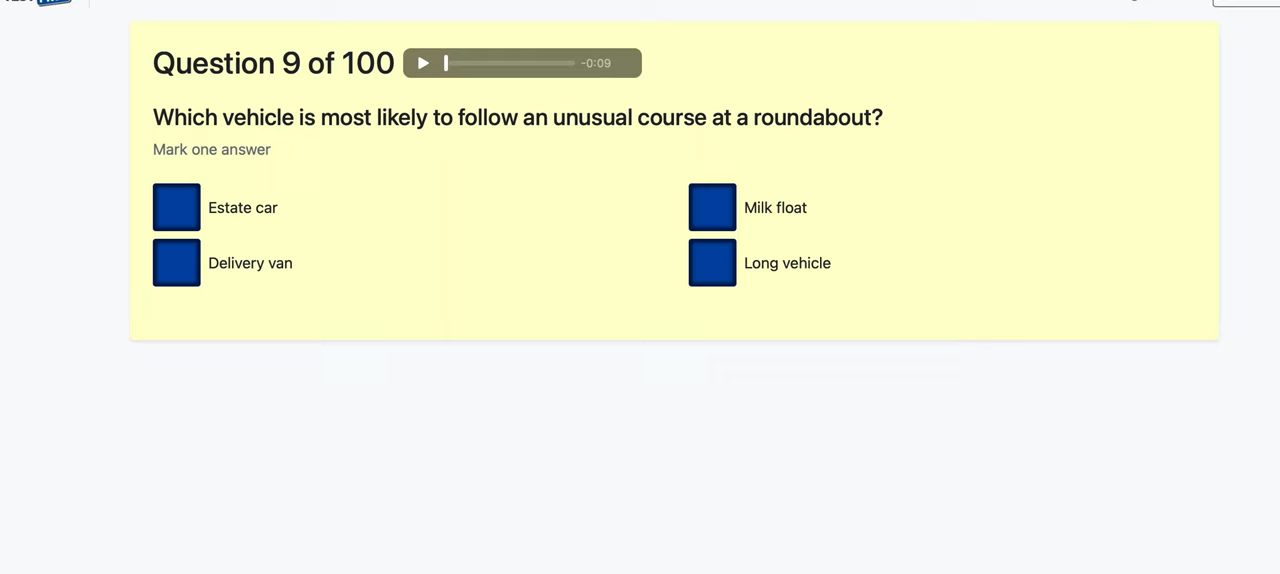 Question 9 of 100
-0:09
Which vehicle is most likely to follow an unusual course at a roundabout?
Mark one answer
Estate car
Milk float
Delivery van
Long vehicle